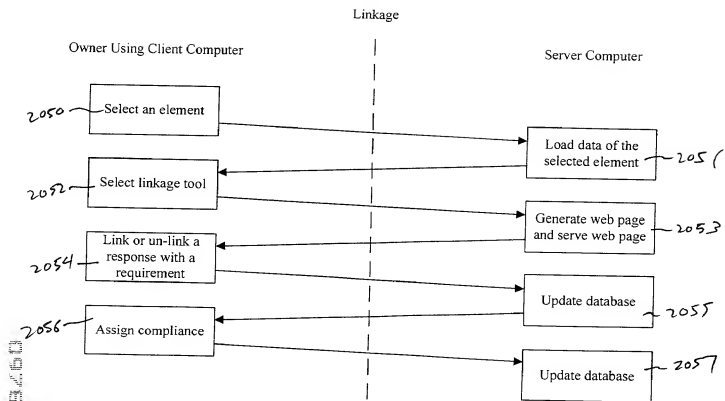 Linkage
Owner Using Client Computer
Server Computer
2050
Select an element
Load data of the
selected element
2051
2052
Select linkage tool
Generate web page
and serve web page
2053
2054
Link or un-link a
response with a
requirement
Update database
2055
2056
Assign compliance
Update database
2057